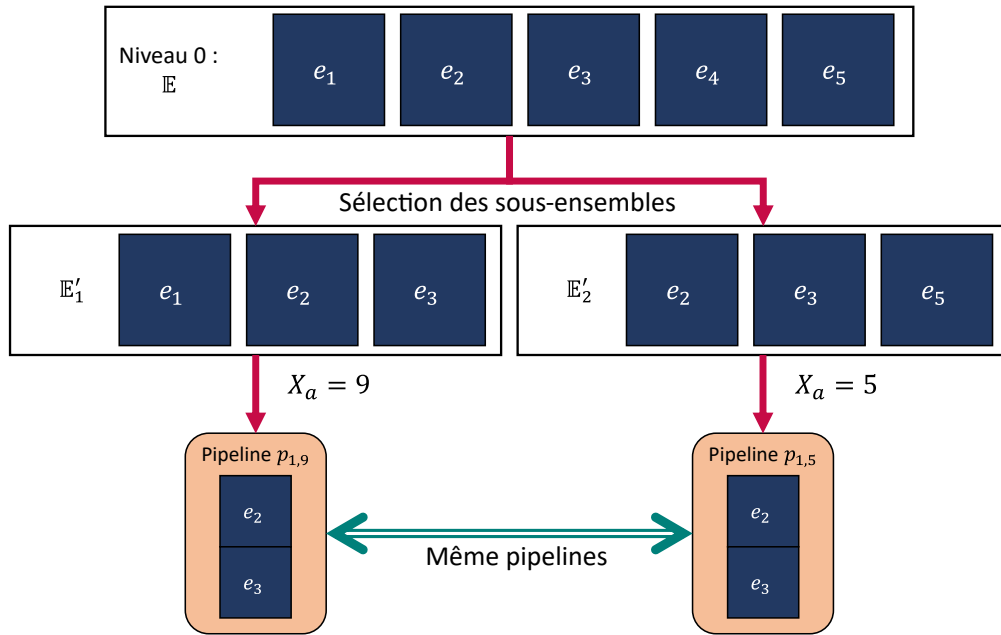 Niveau 0 :
𝔼
e₁ e₂ e₃ e₄ e₅
Sélection des sous-ensembles
𝔼′₁ e₁ e₂ e₃
𝔼′₂ e₂ e₃ e₅
Xₐ = 9
Xₐ = 5
Pipeline p₁,₉
e₂
e₃
Même pipelines
Pipeline p₁,₅
e₂
e₃